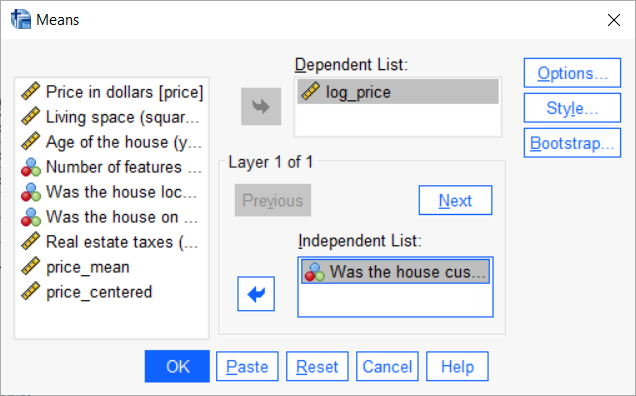 Means
Dependent List:
Price in dollars [price]
Living space (squar...
Age of the house (y...
Number of features ...
Was the house loc...
Was the house on ...
Real estate taxes (...
price_mean
price_centered
log_price
Options...
Style...
Bootstrap...
Layer 1 of 1
Previous
Next
Independent List:
Was the house cus...
OK
Paste
Reset
Cancel
Help